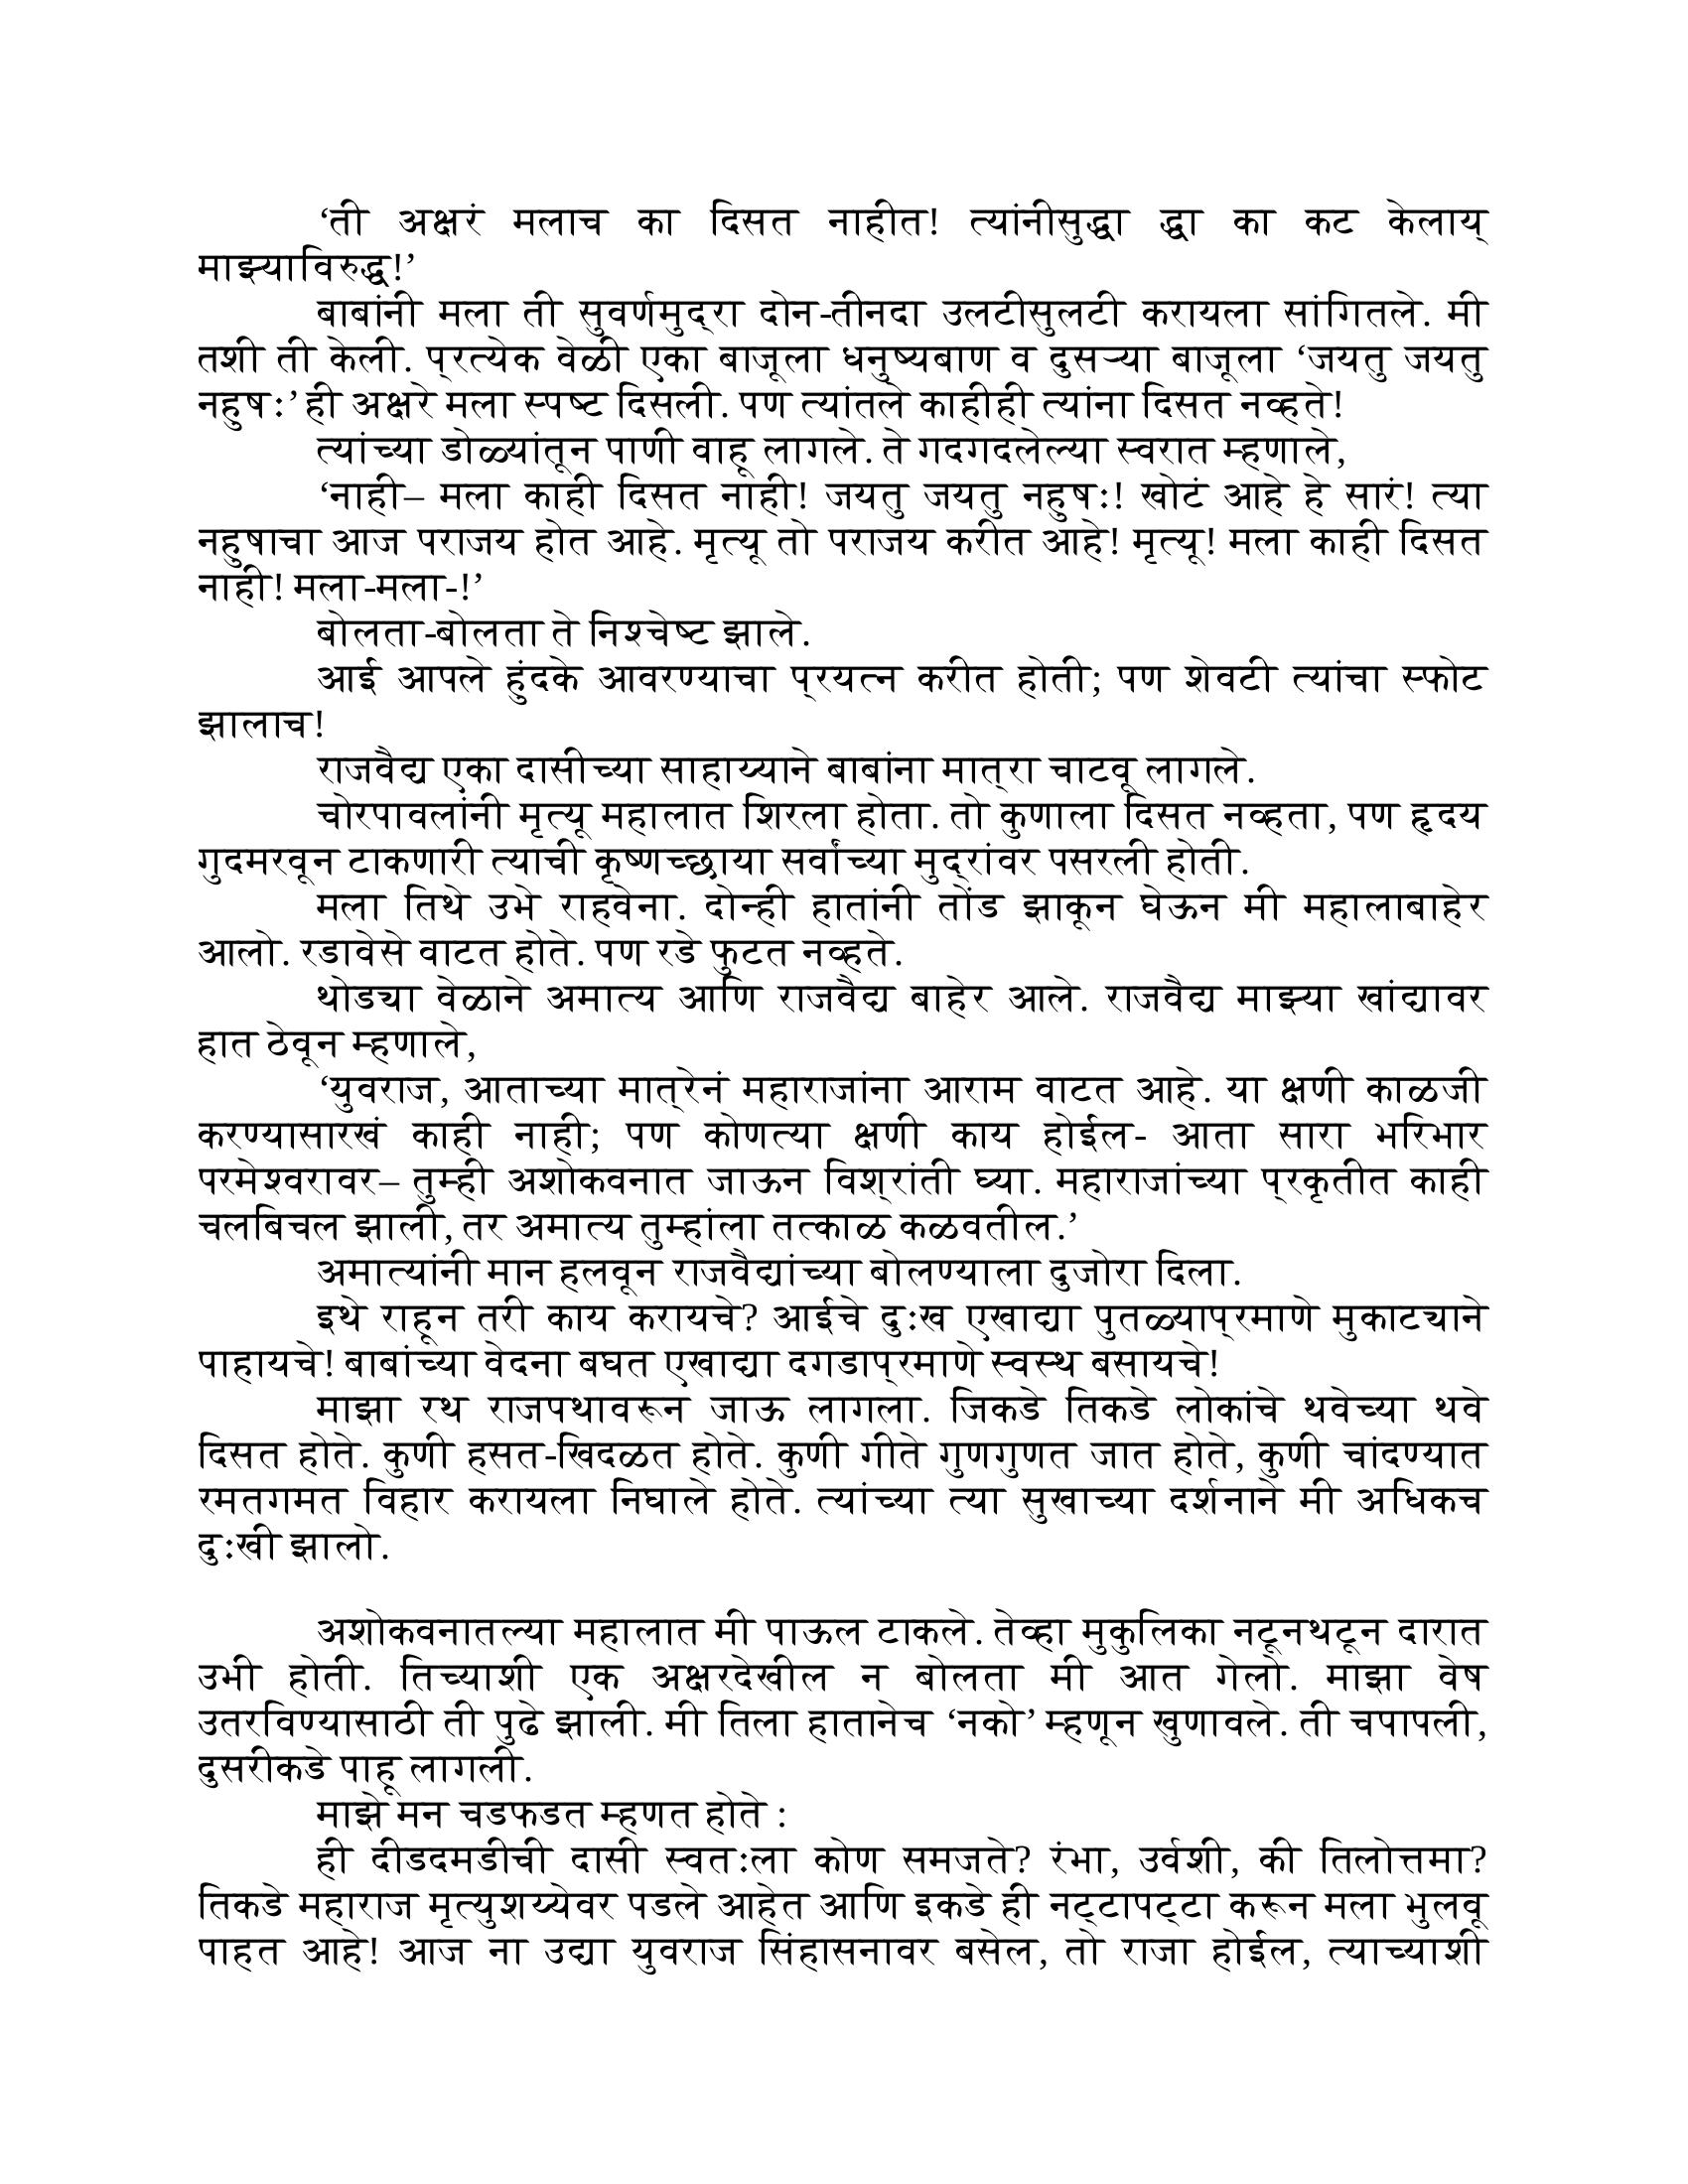 ‘ती अक्षरं मलाच का दिसत नाहीत! त्यांनीसुद्धा द्धा का कट केलाय्
माझ्याविरुद्ध!’
बाबांनी मला ती सुवर्णमुद्‌रा दोन-तीनदा उलटीसुलटी करायला सांगितले. मी
तशी ती केली. प्‌रत्येक वेळी एका बाजूला धनुष्यबाण व दुसऱ्या बाजूला ‘जयतु जयतु
नहुषः’ ही अक्षरे मला स्पष्ट दिसली. पण त्यांतले काहीही त्यांना दिसत नव्हते!
त्यांच्या डोळ्यांतून पाणी वाहू लागले. ते गदगदलेल्या स्वरात म्हणाले,
‘नाही– मला काही दिसत नाही! जयतु जयतु नहुषः! खोटं आहे हे सारं! त्या
नहुषाचा आज पराजय होत आहे. मृत्यू तो पराजय करीत आहे! मृत्यू! मला काही दिसत
नाही! मला-मला-!’
बोलता-बोलता ते निश्चेष्ट झाले.
आई आपले हुंदके आवरण्याचा प्‌रयत्न करीत होती; पण शेवटी त्यांचा स्फोट
झालाच!
राजवैद्य एका दासीच्या साहाय्याने बाबांना मात्‌रा चाटवू लागले.
चोरपावलांनी मृत्यू महालात शिरला होता. तो कुणाला दिसत नव्हता, पण हृदय
गुदमरवून टाकणारी त्याची कृष्णच्छाया सर्वांच्या मुद्‌रांवर पसरली होती.
मला तिथे उभे राहवेना. दोन्ही हातांनी तोंड झाकून घेऊन मी महालाबाहेर
आलो. रडावेसे वाटत होते. पण रडे फुटत नव्हते.
थोड्या वेळाने अमात्य आणि राजवैद्य बाहेर आले. राजवैद्य माझ्या खांद्यावर
हात ठेवून म्हणाले,
‘युवराज, आताच्या मात्‌रेनं महाराजांना आराम वाटत आहे. या क्षणी काळजी
करण्यासारखं काही नाही; पण कोणत्या क्षणी काय होईल- आता सारा भरिभार
परमेश्वरावर– तुम्ही अशोकवनात जाऊन विश्‌रांती घ्या. महाराजांच्या प्‌रकृतीत काही
चलबिचल झाली, तर अमात्य तुम्हांला तत्काळ कळवतील.’
अमात्यांनी मान हलवून राजवैद्यांच्या बोलण्याला दुजोरा दिला.
इथे राहून तरी काय करायचे? आईचे दुःख एखाद्या पुतळ्याप्‌रमाणे मुकाट्याने
पाहायचे! बाबांच्या वेदना बघत एखाद्या दगडाप्‌रमाणे स्वस्थ बसायचे!
माझा रथ राजपथावरून जाऊ लागला. जिकडे तिकडे लोकांचे थवेच्या थवे
दिसत होते. कुणी हसत-खिदळत होते. कुणी गीते गुणगुणत जात होते, कुणी चांदण्यात
रमतगमत विहार करायला निघाले होते. त्यांच्या त्या सुखाच्या दर्शनाने मी अधिकच
दुःखी झालो.
अशोकवनातल्या महालात मी पाऊल टाकले. तेव्हा मुकुलिका नटूनथटून दारात
उभी होती. तिच्याशी एक अक्षरदेखील न बोलता मी आत गेलो. माझा वेष
उतरविण्यासाठी ती पुढे झाली. मी तिला हातानेच ‘नको’ म्हणून खुणावले. ती चपापली,
दुसरीकडे पाहू लागली.
माझे मन चडफडत म्हणत होते :
ही दीडदमडीची दासी स्वतःला कोण समजते? रंभा, उर्वशी, की तिलोत्तमा?
तिकडे महाराज मृत्युशय्येवर पडले आहेत आणि इकडे ही नट्टापट्टा करून मला भुलवू
पाहत आहे! आज ना उद्या युवराज सिंहासनावर बसेल, तो राजा होईल, त्याच्याशी